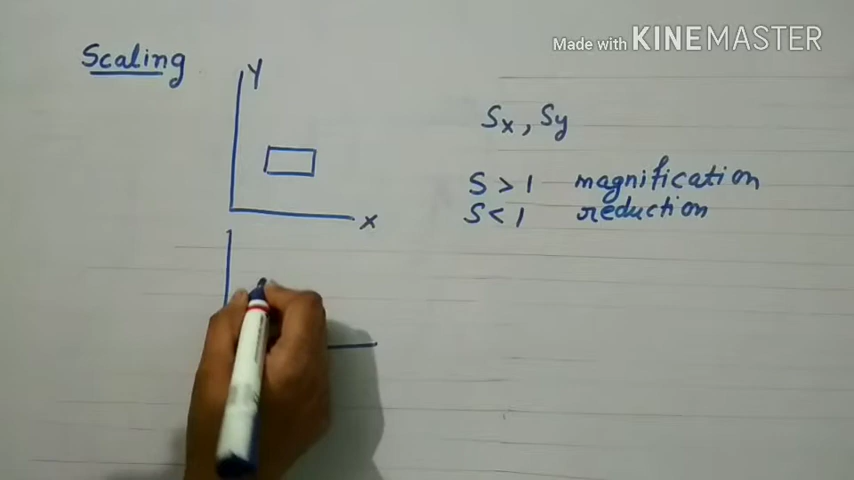 Made with KINEMASTER
Scaling
Y
X
Sx, Sy
S > 1 magnification
S < 1 reduction